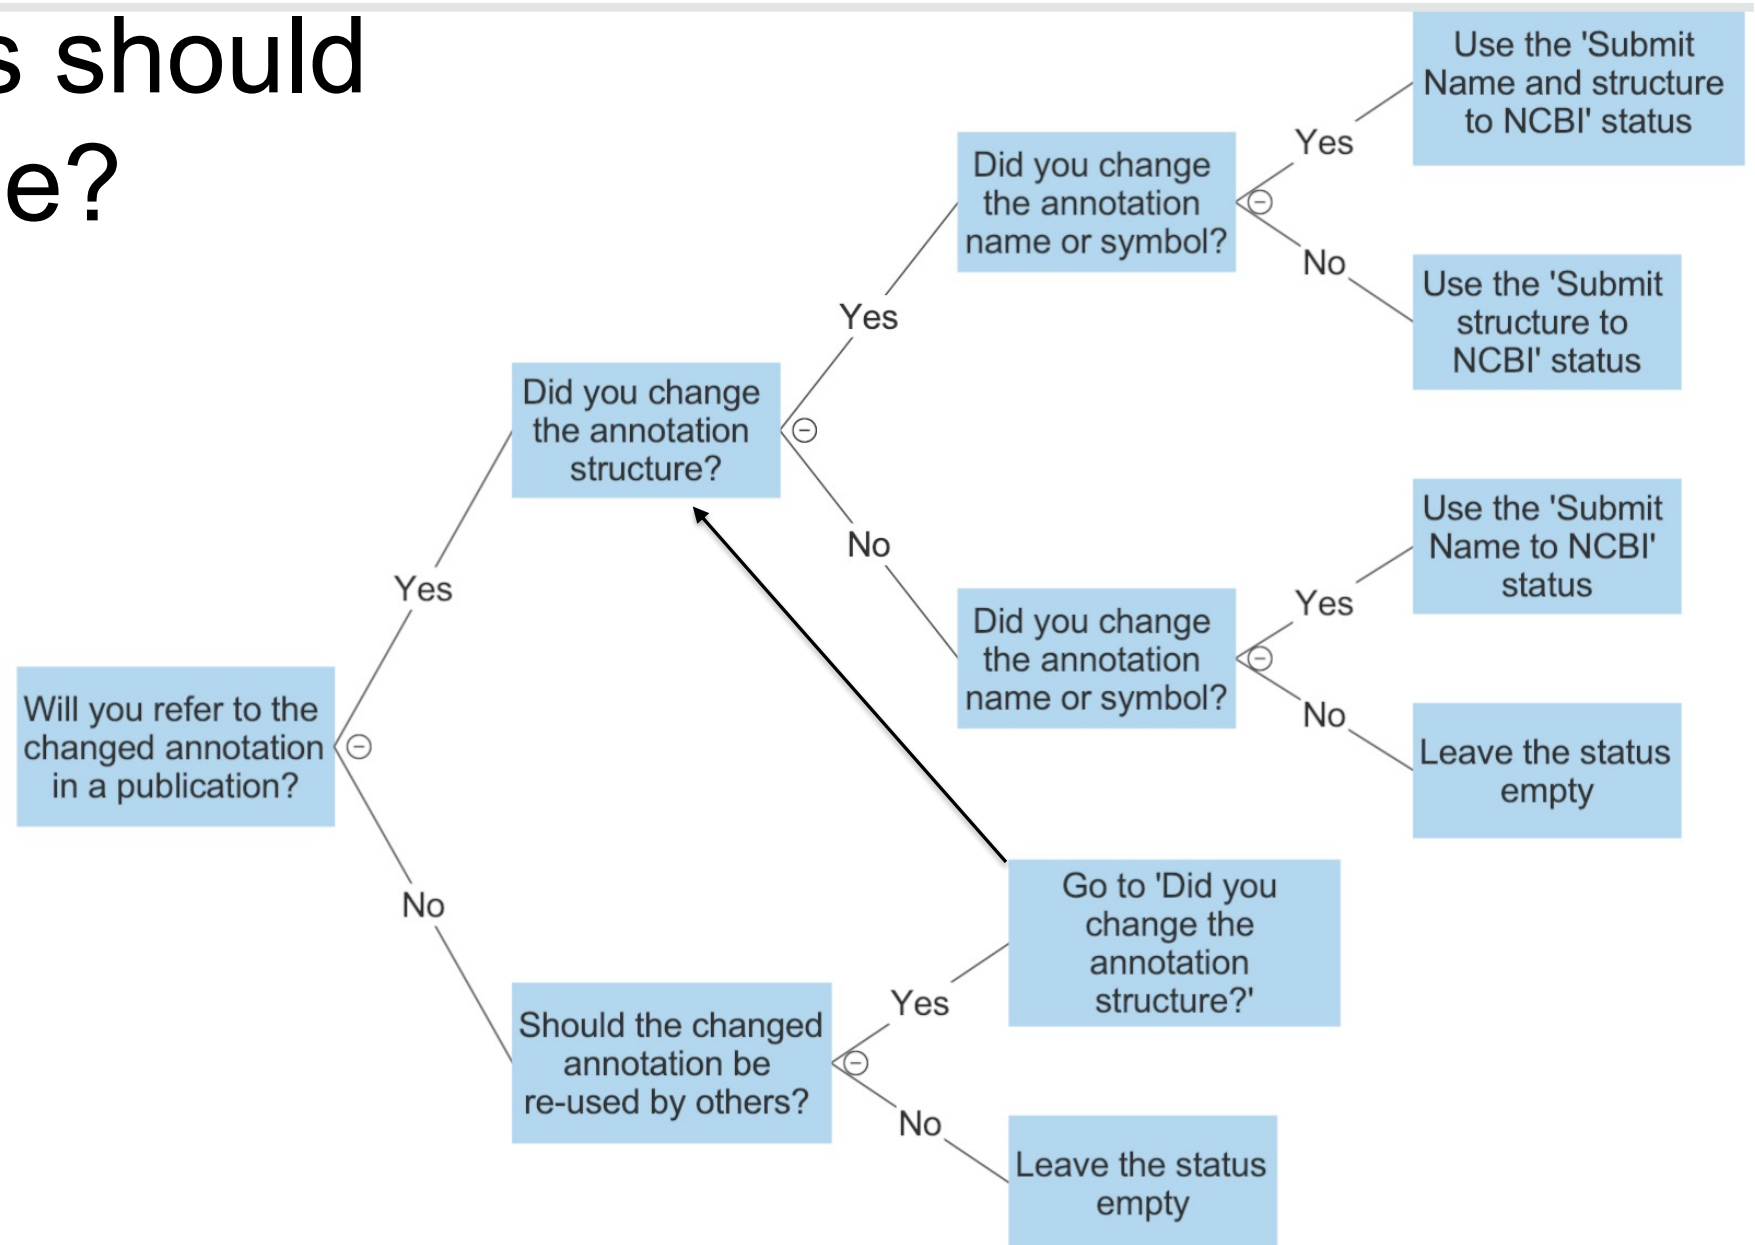 s should
e?
Will you refer to the
changed annotation
in a publication?
Yes
No
Did you change
the annotation
structure?
Yes
No
Did you change
the annotation
name or symbol?
Yes
No
Use the 'Submit
Name and structure
to NCBI' status
Use the 'Submit
structure to
NCBI' status
Did you change
the annotation
name or symbol?
Yes
No
Use the 'Submit
Name to NCBI'
status
Leave the status
empty
Should the changed
annotation be
re-used by others?
Yes
No
Go to 'Did you
change the
annotation
structure?'
Leave the status
empty